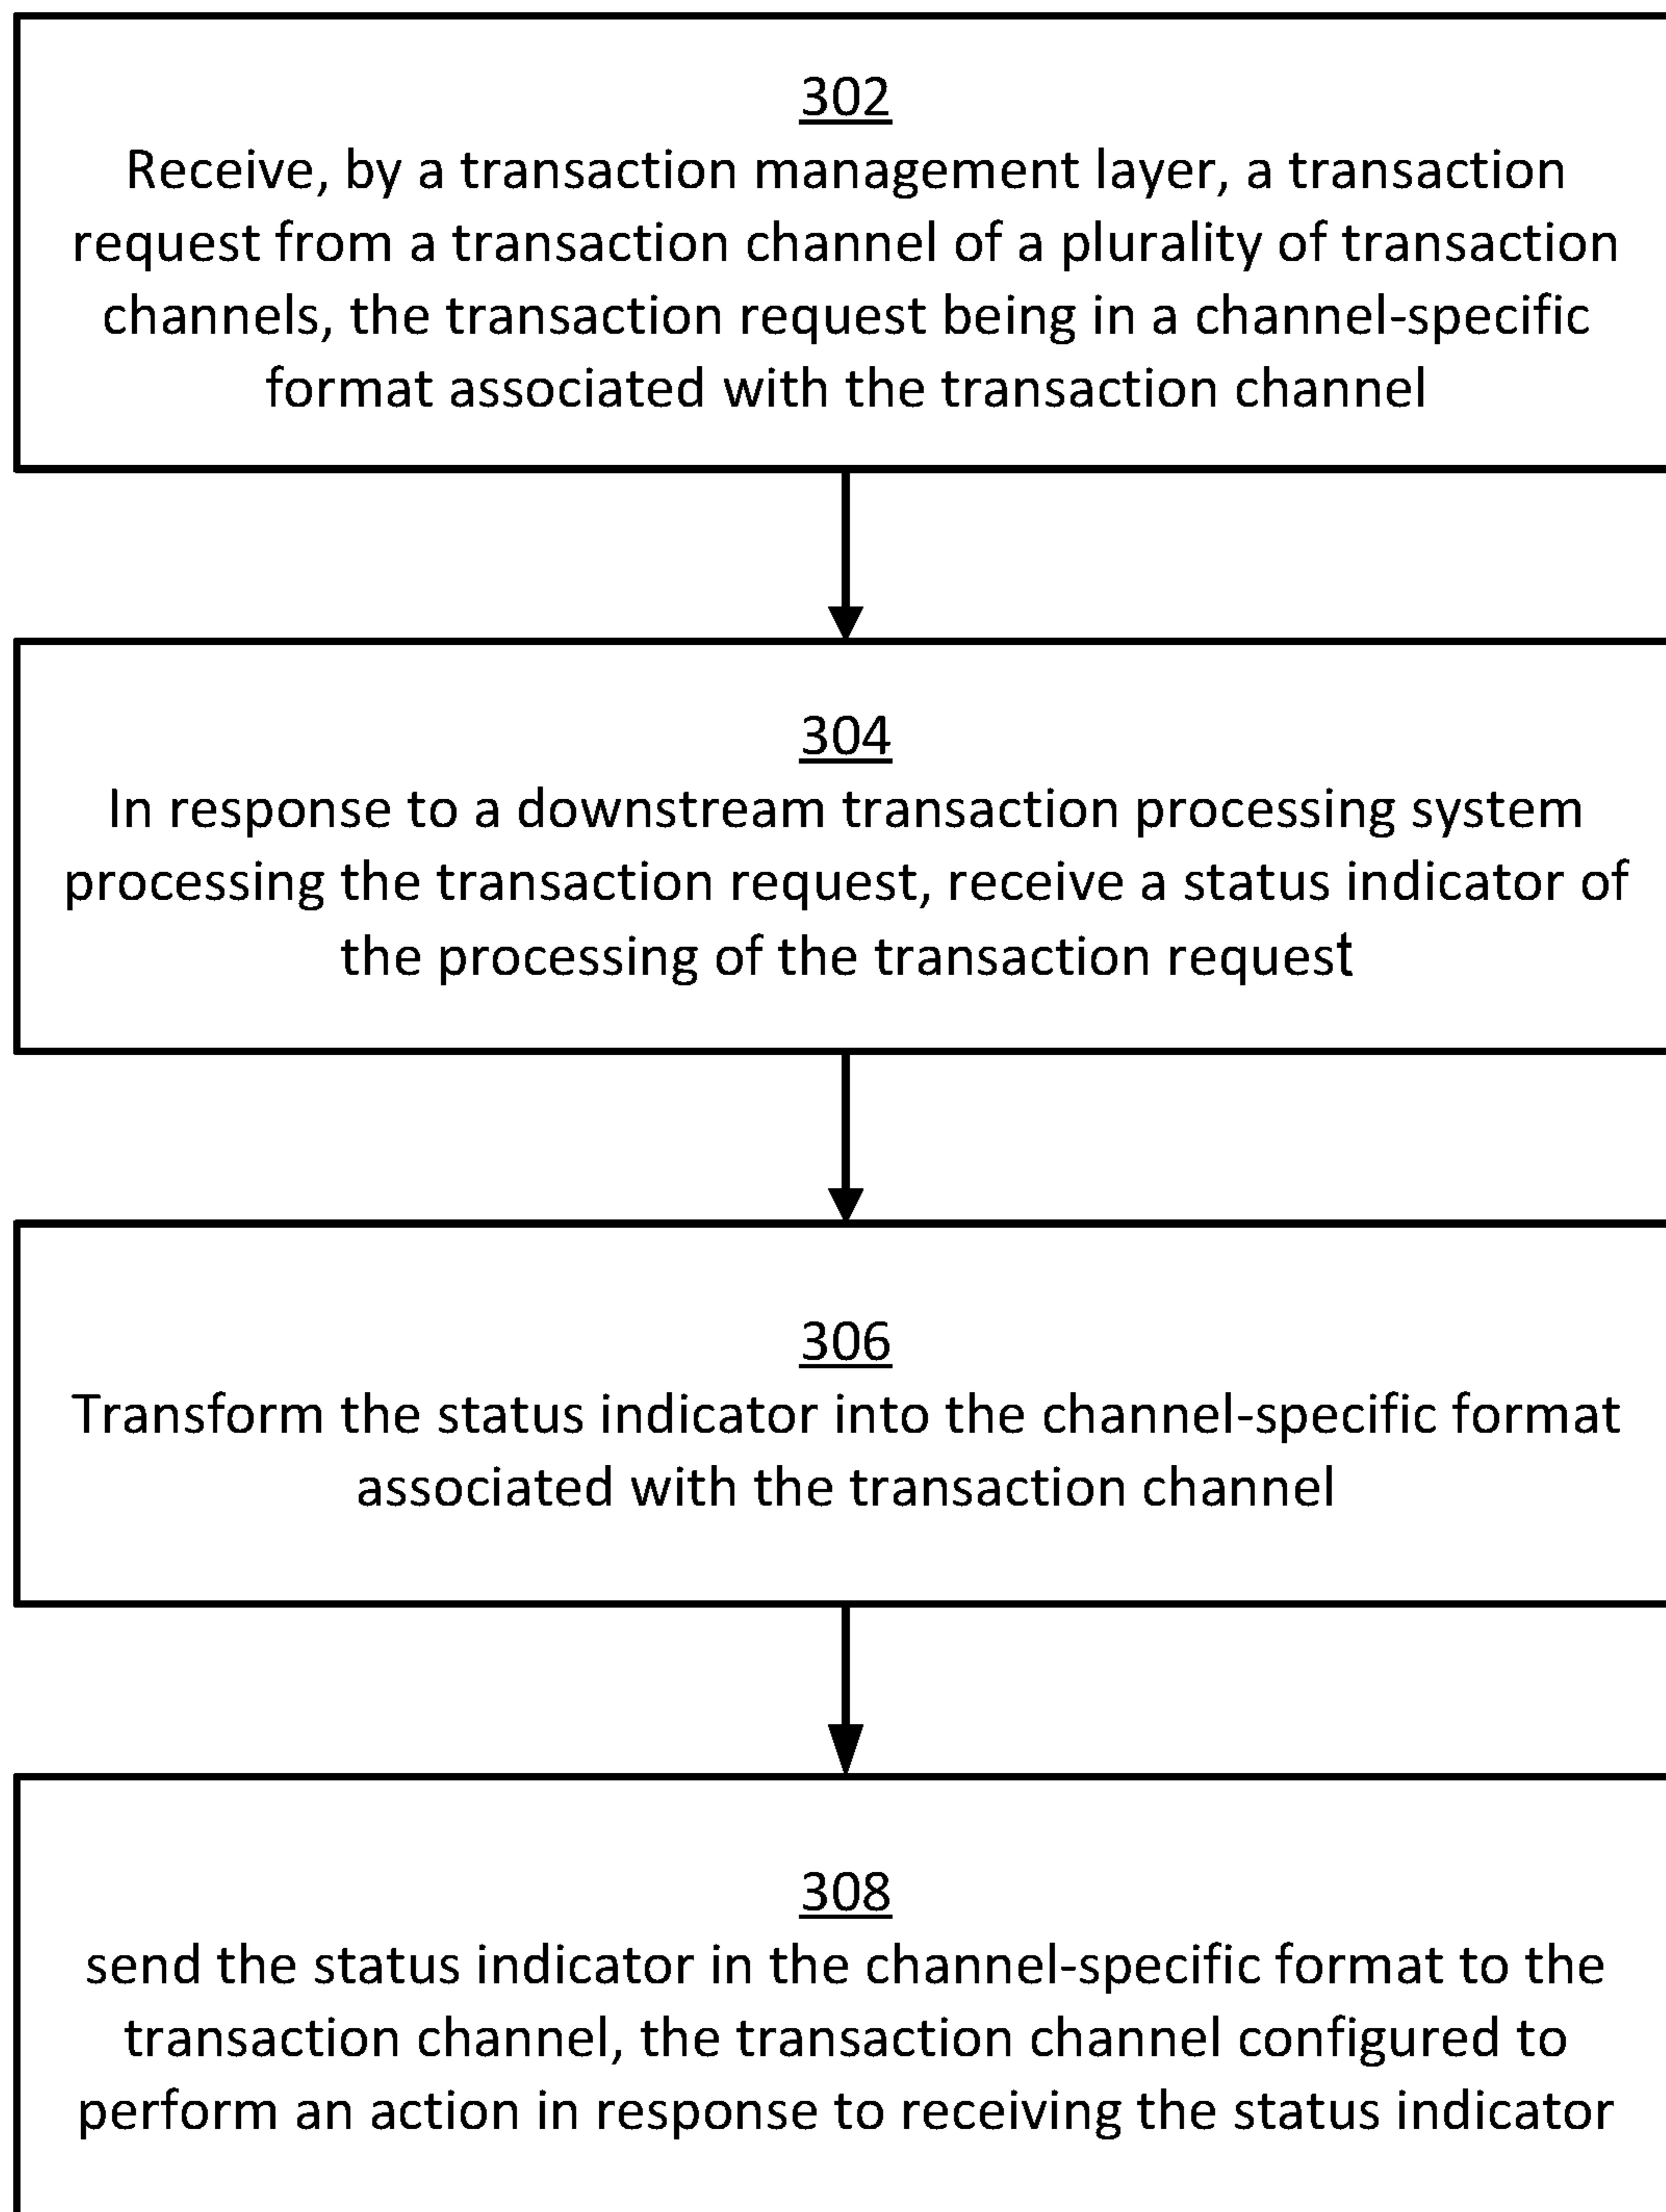 302
Receive, by a transaction management layer, a transaction
request from a transaction channel of a plurality of transaction
channels, the transaction request being in a channel-specific
format associated with the transaction channel
304
In response to a downstream transaction processing system
processing the transaction request, receive a status indicator of
the processing of the transaction request
306
Transform the status indicator into the channel-specific format
associated with the transaction channel
308
send the status indicator in the channel-specific format to the
transaction channel, the transaction channel configured to
perform an action in response to receiving the status indicator